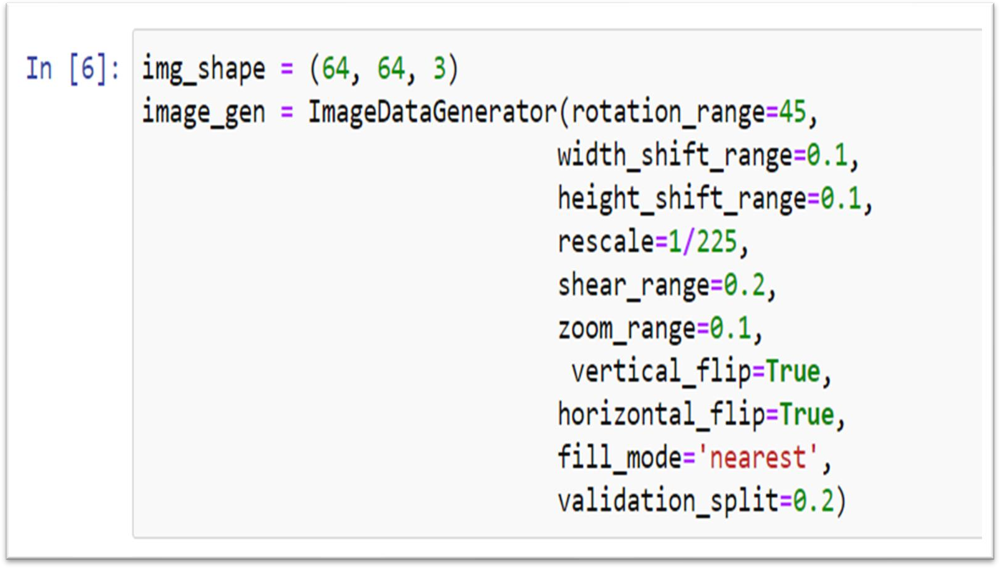 In [6]: img_shape = (64, 64, 3)
image_gen = ImageDataGenerator(rotation_range=45,
width_shift_range=0.1,
height_shift_range=0.1,
rescale=1/225,
shear_range=0.2,
zoom_range=0.1,
vertical_flip=True,
horizontal_flip=True,
fill_mode='nearest',
validation_split=0.2)